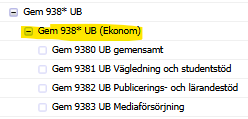 Gem 938* UB
Gem 938* UB (Ekonom)
Gem 9380 UB gemensamt
Gem 9381 UB Vägledning och studentstöd
Gem 9382 UB Publicerings- och lärandestöd
Gem 9383 UB Mediaförsörjning